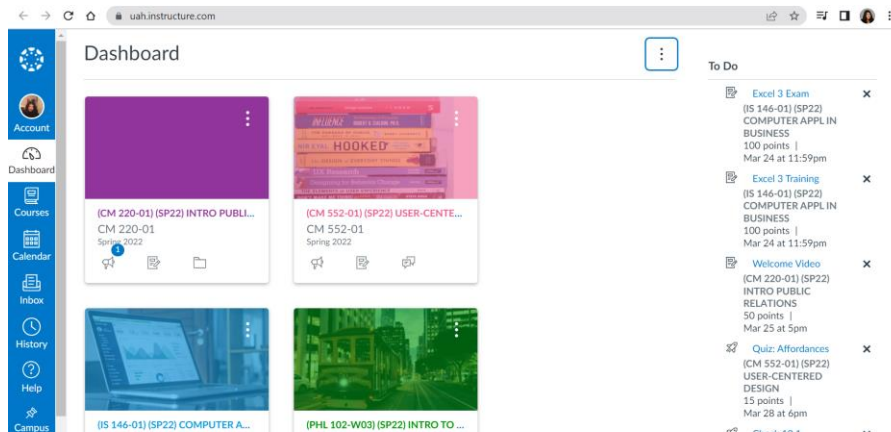 uah.instructure.com
Dashboard
Account
Dashboard
Courses
Calendar
Inbox
History
Help
Campus
INFLUENCE
HOOKED
UX Research
(CM 220-01) (SP22) INTRO PUBLI...
CM 220-01
Spring 2022
1
(CM 552-01) (SP22) USER-CENTE...
CM 552-01
Spring 2022
(IS 146-01) (SP22) COMPUTER A...
(PHL 102-W03) (SP22) INTRO TO ...
To Do
Excel 3 Exam
(IS 146-01) (SP22)
COMPUTER APPL IN
BUSINESS
100 points |
Mar 24 at 11:59pm
Excel 3 Training
(IS 146-01) (SP22)
COMPUTER APPL IN
BUSINESS
100 points |
Mar 24 at 11:59pm
Welcome Video
(CM 220-01) (SP22)
INTRO PUBLIC
RELATIONS
50 points |
Mar 25 at 5pm
Quiz: Affordances
(CM 552-01) (SP22)
USER-CENTERED
DESIGN
15 points |
Mar 28 at 6pm